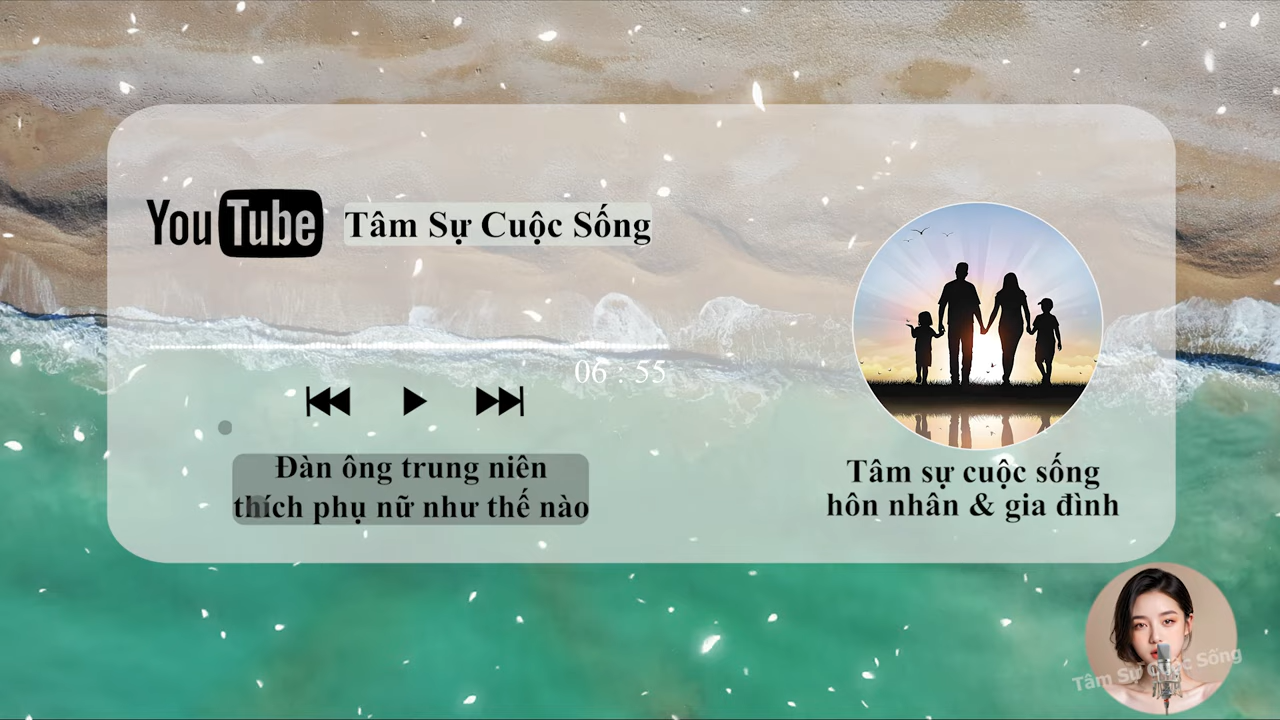 YouTube
Tâm Sự Cuộc Sống
06 : 55
Đàn ông trung niên
thích phụ nữ như thế nào
Tâm sự cuộc sống
hôn nhân & gia đình
Tâm Sự Cuộc Sống